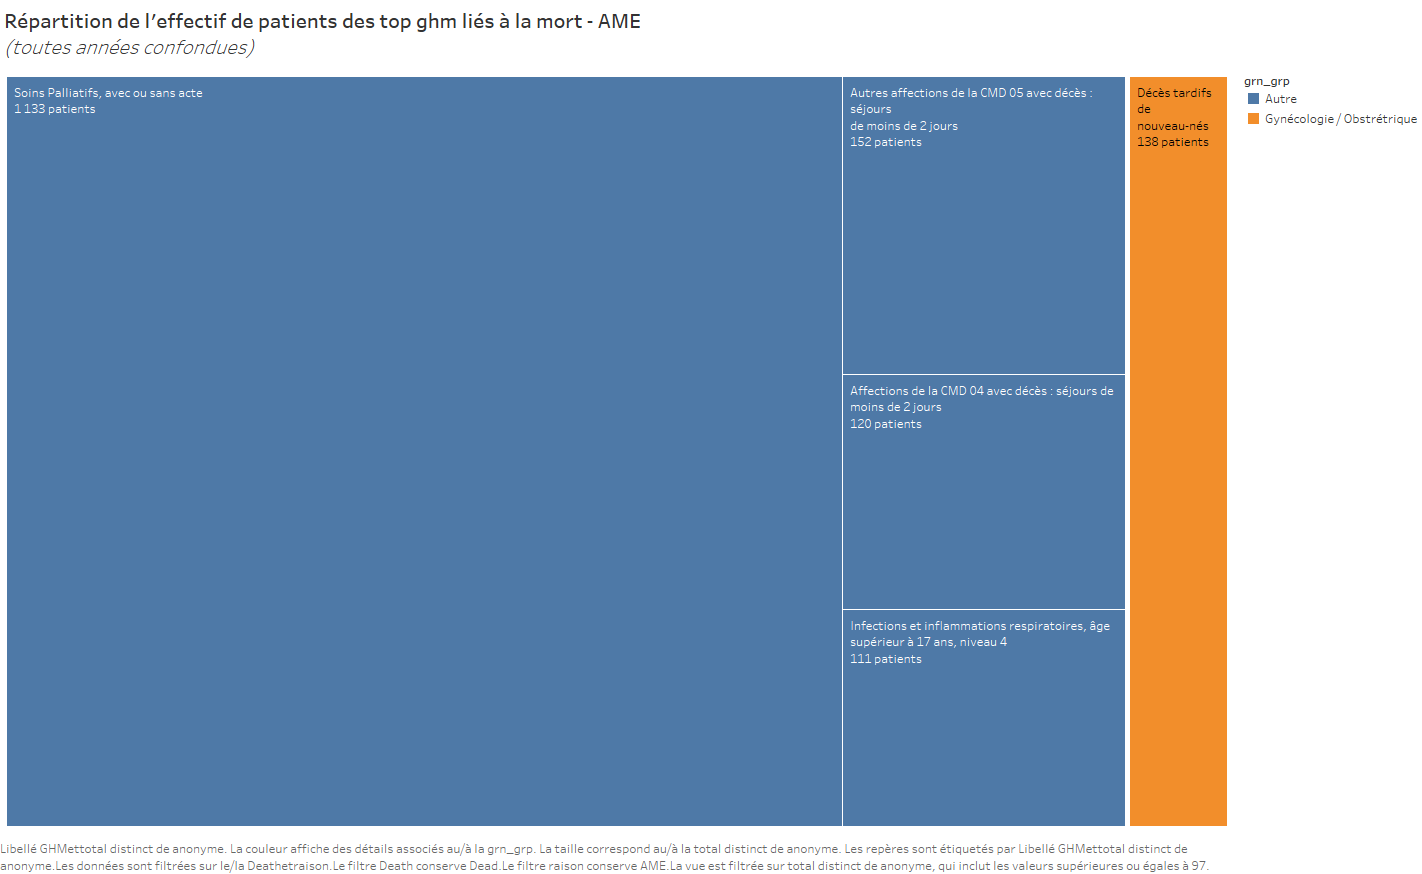 Répartition de l’effectif de patients des top ghm liés à la mort - AME
(toutes années confondues)
Soins Palliatifs, avec ou sans acte
1 133 patients
Autres affections de la CMD 05 avec décès :
séjours
de moins de 2 jours
152 patients
Affections de la CMD 04 avec décès : séjours de
moins de 2 jours
120 patients
Infections et inflammations respiratoires, âge
supérieur à 17 ans, niveau 4
111 patients
Décès tardifs
de
nouveau-nés
138 patients
grn_grp
Autre
Gynécologie / Obstrétrique
Libellé GHMettotal distinct de anonyme. La couleur affiche des détails associés au/à la grn_grp. La taille correspond au/à la total distinct de anonyme. Les repères sont étiquetés par Libellé GHMettotal distinct de
anonyme.Les données sont filtrées sur le/la Deathetraison.Le filtre Death conserve Dead.Le filtre raison conserve AME.La vue est filtrée sur total distinct de anonyme, qui inclut les valeurs supérieures ou égales à 97.